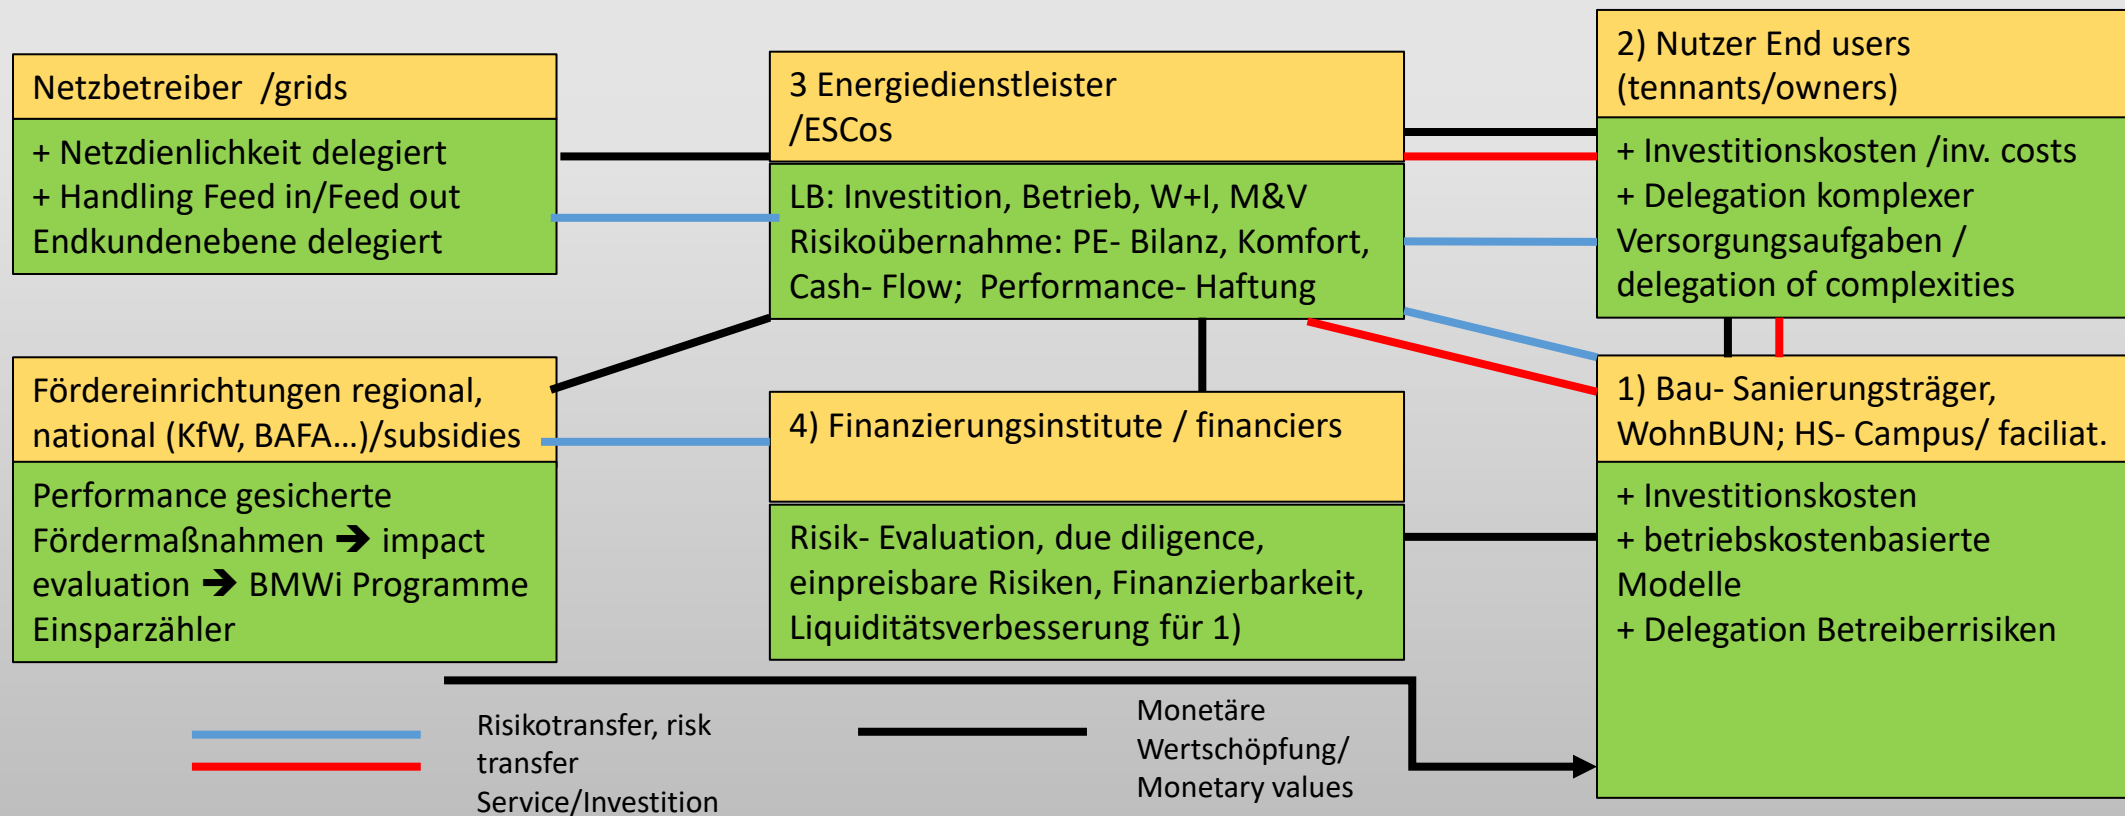 Netzbetreiber /grids
+ Netzdienlichkeit delegiert
+ Handling Feed in/Feed out
Endkundenebene delegiert
3 Energiedienstleister
/ESCos
LB: Investition, Betrieb, W+I, M&V
Risikoübernahme: PE- Bilanz, Komfort,
Cash- Flow; Performance- Haftung
2) Nutzer End users
(tennants/owners)
+ Investitionskosten /inv. costs
+ Delegation komplexer
Versorgungsaufgaben /
delegation of complexities
Fördereinrichtungen regional,
national (KfW, BAFA...)/subsidies
Performance gesicherte
Fördermaßnahmen ➔ impact
evaluation ➔ BMWi Programme
Einsparzähler
4) Finanzierungsinstitute / financiers
Risik- Evaluation, due diligence,
einpreisbare Risiken, Finanzierbarkeit,
Liquiditätsverbesserung für 1)
1) Bau- Sanierungsträger,
WohnBUN; HS- Campus/ faciliat.
+ Investitionskosten
+ betriebskostenbasierte
Modelle
+ Delegation Betreiberrisiken
Risikotransfer, risk
transfer
Service/Investition
Monetäre
Wertschöpfung/
Monetary values